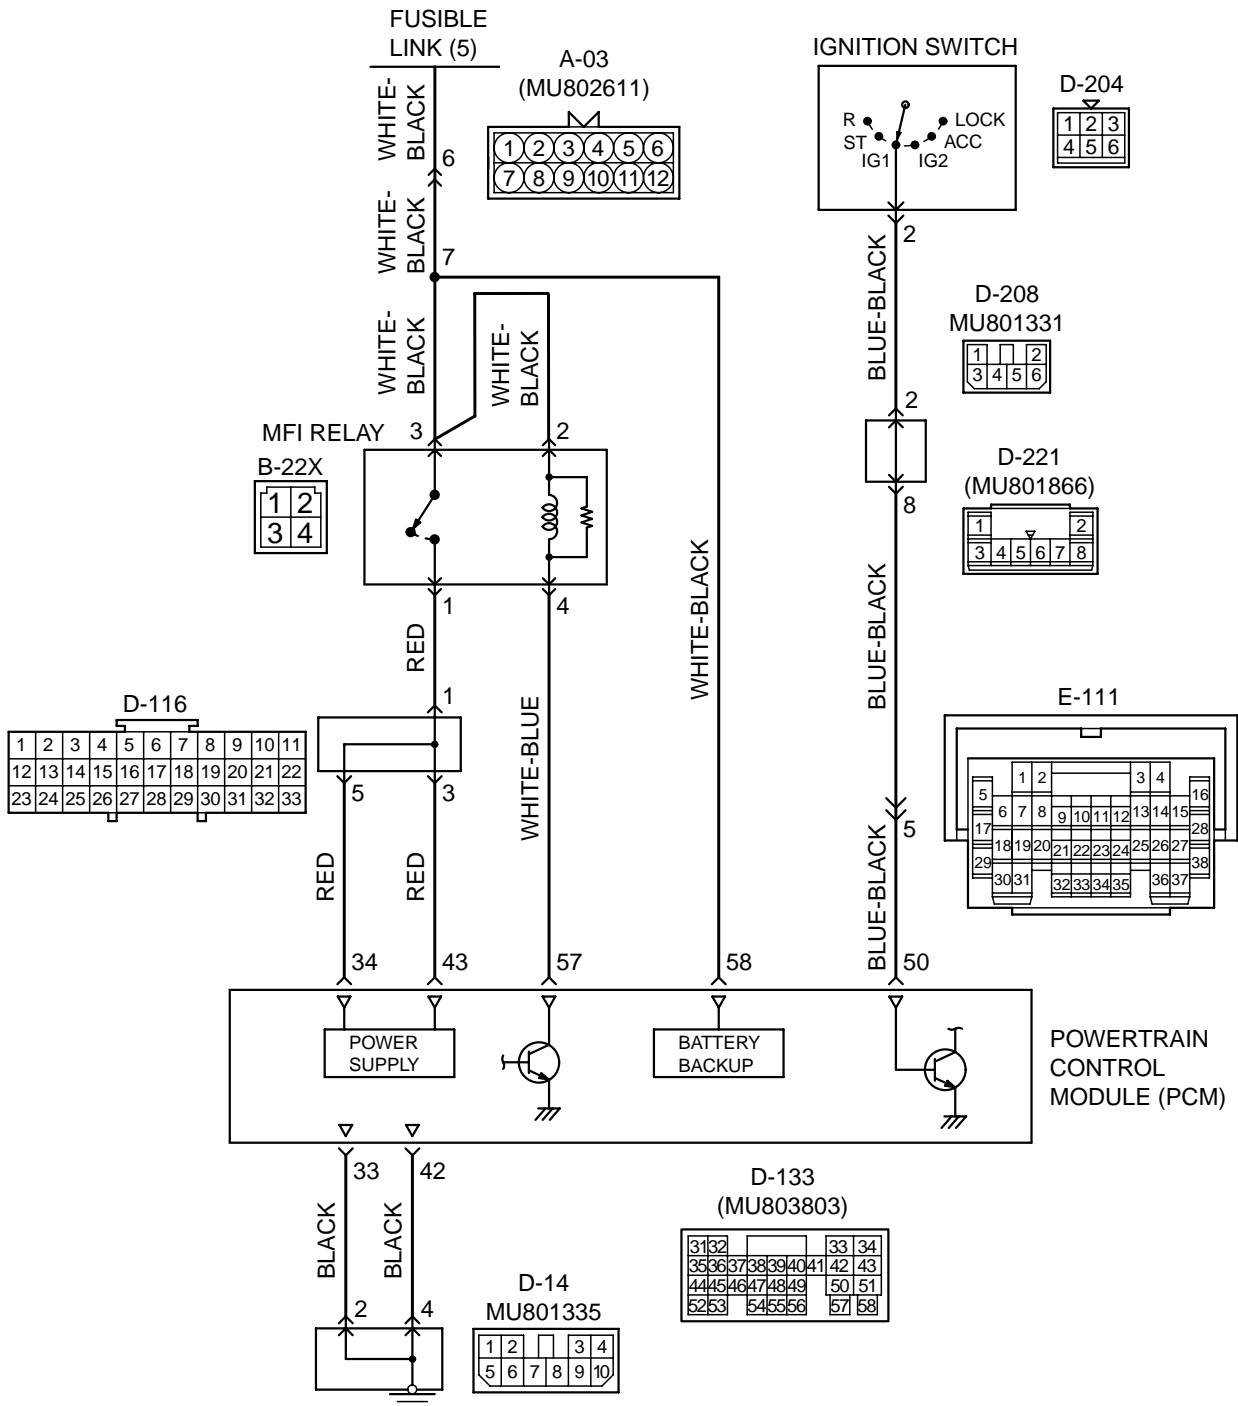 FUSIBLE
LINK (5)
IGNITION SWITCH
A-03
(MU802611)
D-204
WHITE-
BLACK
6
1 2 3 4 5 6
7 8 9 10 11 12
R
ST
IG1
IG2
ACC
LOCK
1 2 3
4 5 6
WHITE-
BLACK
7
2
BLUE-BLACK
D-208
MU801331
1 2
3 4 5 6
WHITE-
BLACK
WHITE-
BLACK
MFI RELAY
3
2
2
B-22X
1 2
3 4
D-221
(MU801866)
8
1 2
3 4 5 6 7 8
1
4
RED
WHITE-BLACK
BLUE-BLACK
D-116
1
E-111
1 2 3 4 5 6 7 8 9 10 11
12 13 14 15 16 17 18 19 20 21 22
23 24 25 26 27 28 29 30 31 32 33
5
3
WHITE-BLUE
1 2 3 4
5 16
6 7 8 9 10 11 12 13 14 15
17 28
18 19 20 21 22 23 24 25 26 27
29 38
30 31 32 33 34 35 36 37
5
RED
RED
BLUE-BLACK
34
43
57
58
50
POWER
SUPPLY
BATTERY
BACKUP
POWERTRAIN
CONTROL
MODULE (PCM)
33
42
BLACK
BLACK
D-133
(MU803803)
31 32 33 34
35 36 37 38 39 40 41 42 43
44 45 46 47 48 49 50 51
52 53 54 55 56 57 58
2
4
D-14
MU801335
1 2 3 4
5 6 7 8 9 10